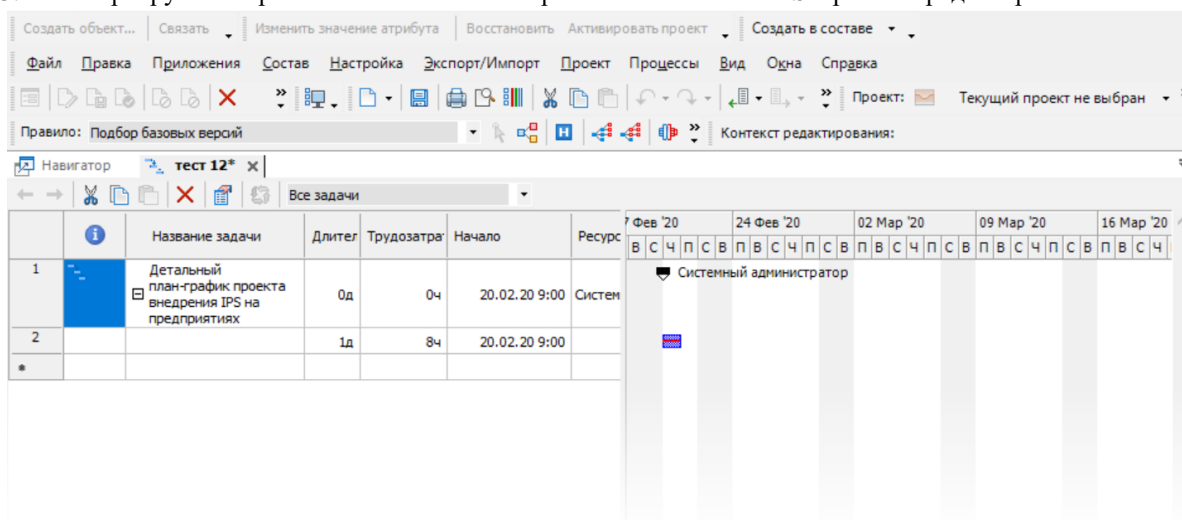 Создать объект... Связать Изменить значение атрибута Восстановить Активировать проект Создать в составе
Файл Правка Приложения Состав Настройка Экспорт/Импорт Проект Процессы Вид Окна Справка
Проект: Текущий проект не выбран
Правило: Подбор базовых версий Контекст редактирования:
Навигатор тест 12*
Все задачи
Название задачи Длител Трудозатра Начало Ресурс
Фев '20 24 Фев '20 02 Мар '20 09 Мар '20 16 Мар '20
В С Ч П С В П В С Ч П С В П В С Ч П С В П В С Ч П С В П В С Ч
1 Детальный
план-график проекта
внедрения IPS на
предприятиях
0д 0ч 20.02.20 9:00 Систем
Системный администратор
2 1д 8ч 20.02.20 9:00
*